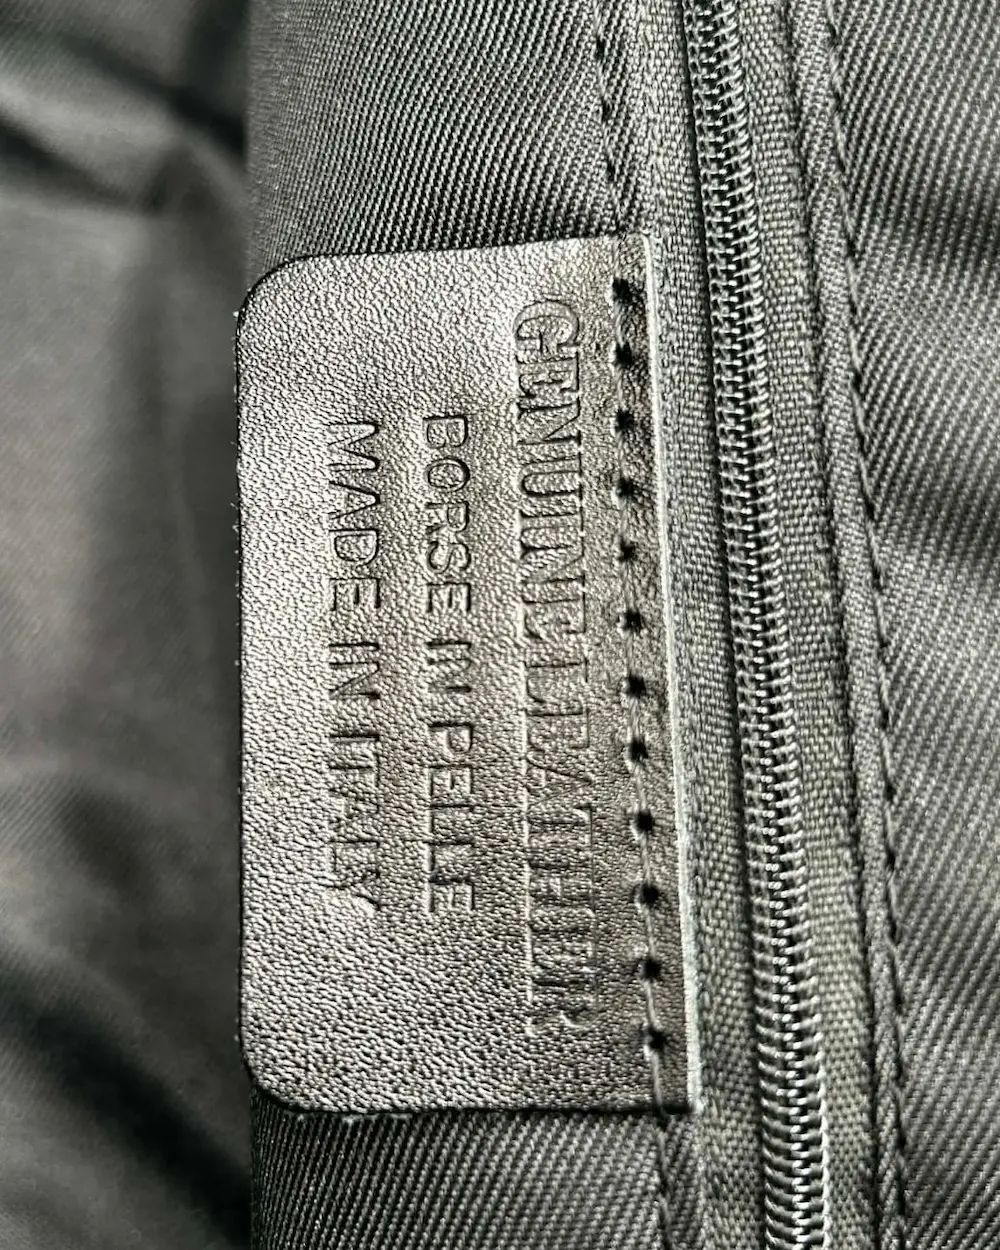 GENUINE LEATHER
BORSE IN PELLE
MADE IN ITALY